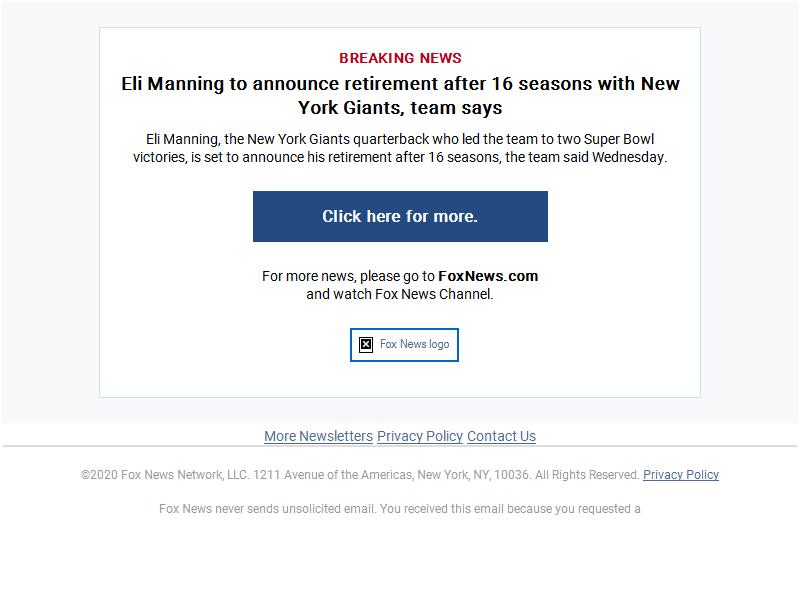 BREAKING NEWS
Eli Manning to announce retirement after 16 seasons with New
York Giants, team says
Eli Manning, the New York Giants quarterback who led the team to two Super Bowl
victories, is set to announce his retirement after 16 seasons, the team said Wednesday.
Click here for more.
For more news, please go to FoxNews.com
and watch Fox News Channel.
Fox News logo
More Newsletters Privacy Policy Contact Us
©2020 Fox News Network, LLC. 1211 Avenue of the Americas, New York, NY, 10036. All Rights Reserved. Privacy Policy
Fox News never sends unsolicited email. You received this email because you requested a